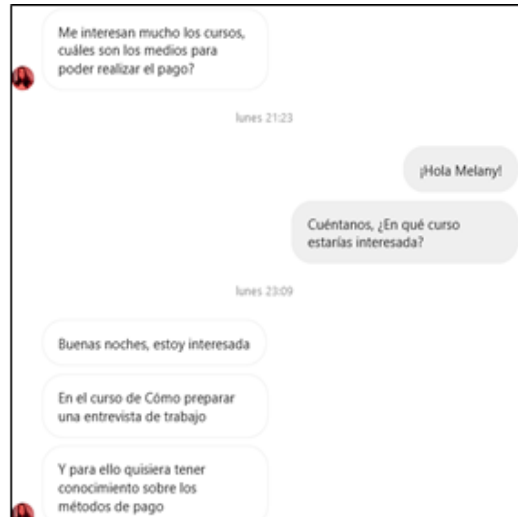 Me interesan mucho los cursos,
cuáles son los medios para
poder realizar el pago?
lunes 21:23
¡Hola Melany!
Cuéntanos, ¿En qué curso
estarías interesada?
lunes 23:09
Buenas noches, estoy interesada
En el curso de Cómo preparar
una entrevista de trabajo
Y para ello quisiera tener
conocimiento sobre los
métodos de pago